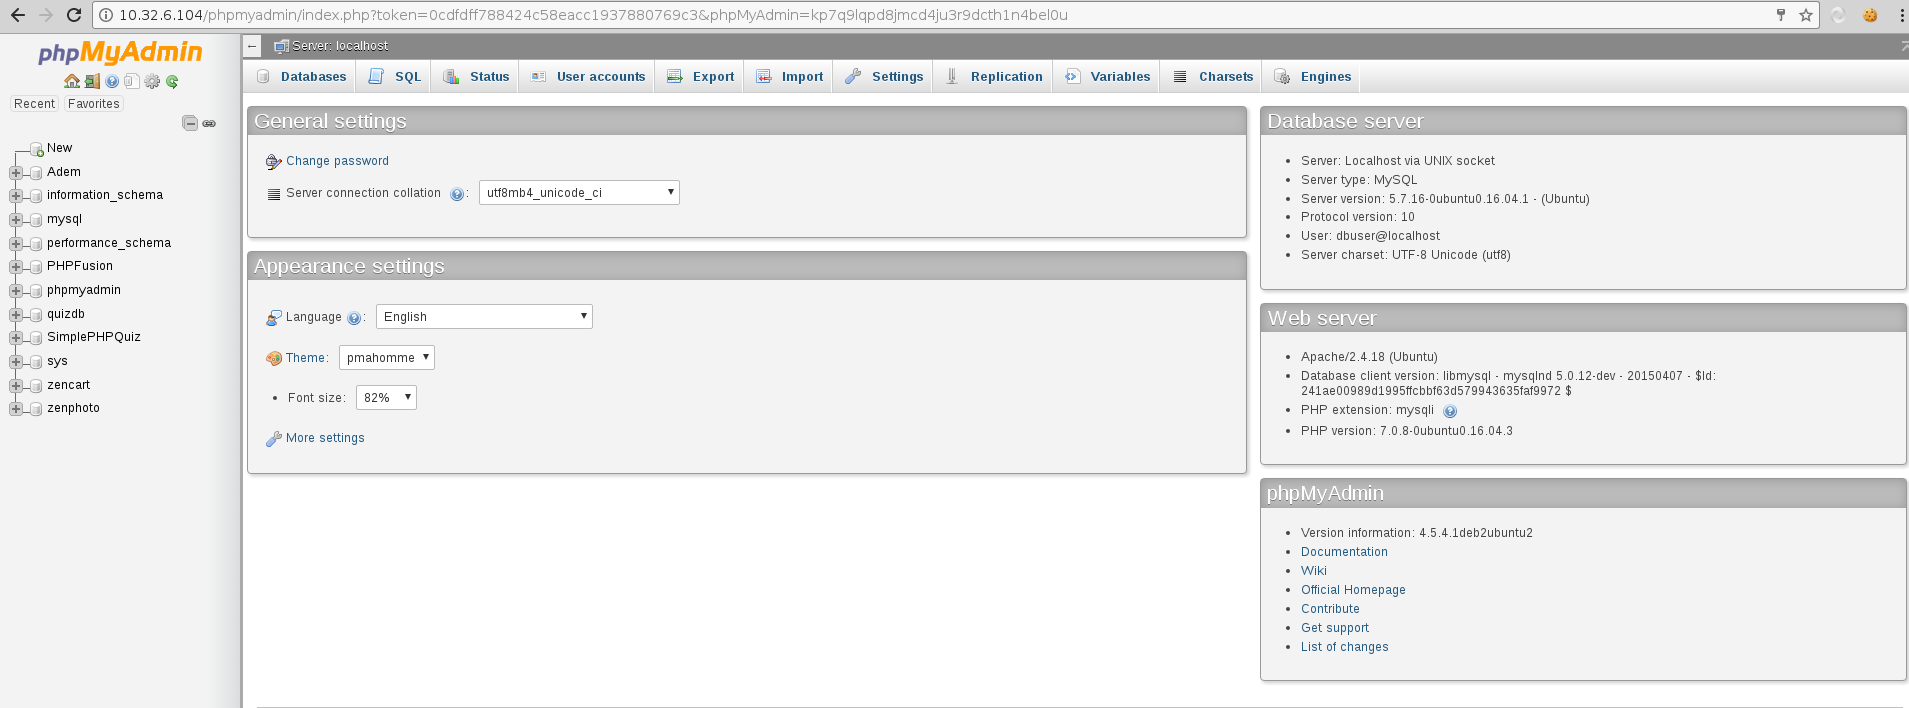 10.32.6.104/phpmyadmin/index.php?token=0cdfdff788424c58eacc1937880769c3&phpMyAdmin=kp7q9lqpd8jmcd4ju3r9dcth1n4bel0u
phpMyAdmin
Recent Favorites
New
Adem
information_schema
mysql
performance_schema
PHPFusion
phpmyadmin
quizdb
SimplePHPQuiz
sys
zencart
zenphoto
Server: localhost
Databases SQL Status User accounts Export Import Settings Replication Variables Charsets Engines
General settings
Change password
Server connection collation : utf8mb4_unicode_ci
Appearance settings
Language : English
Theme: pmahomme
Font size: 82%
More settings
Database server
Server: Localhost via UNIX socket
Server type: MySQL
Server version: 5.7.16-0ubuntu0.16.04.1 - (Ubuntu)
Protocol version: 10
User: dbuser@localhost
Server charset: UTF-8 Unicode (utf8)
Web server
Apache/2.4.18 (Ubuntu)
Database client version: libmysql - mysqlnd 5.0.12-dev - 20150407 - $Id:
241ae00989d1995ffcbbf63d579943635faf9972 $
PHP extension: mysqli
PHP version: 7.0.8-0ubuntu0.16.04.3
phpMyAdmin
Version information: 4.5.4.1deb2ubuntu2
Documentation
Wiki
Official Homepage
Contribute
Get support
List of changes